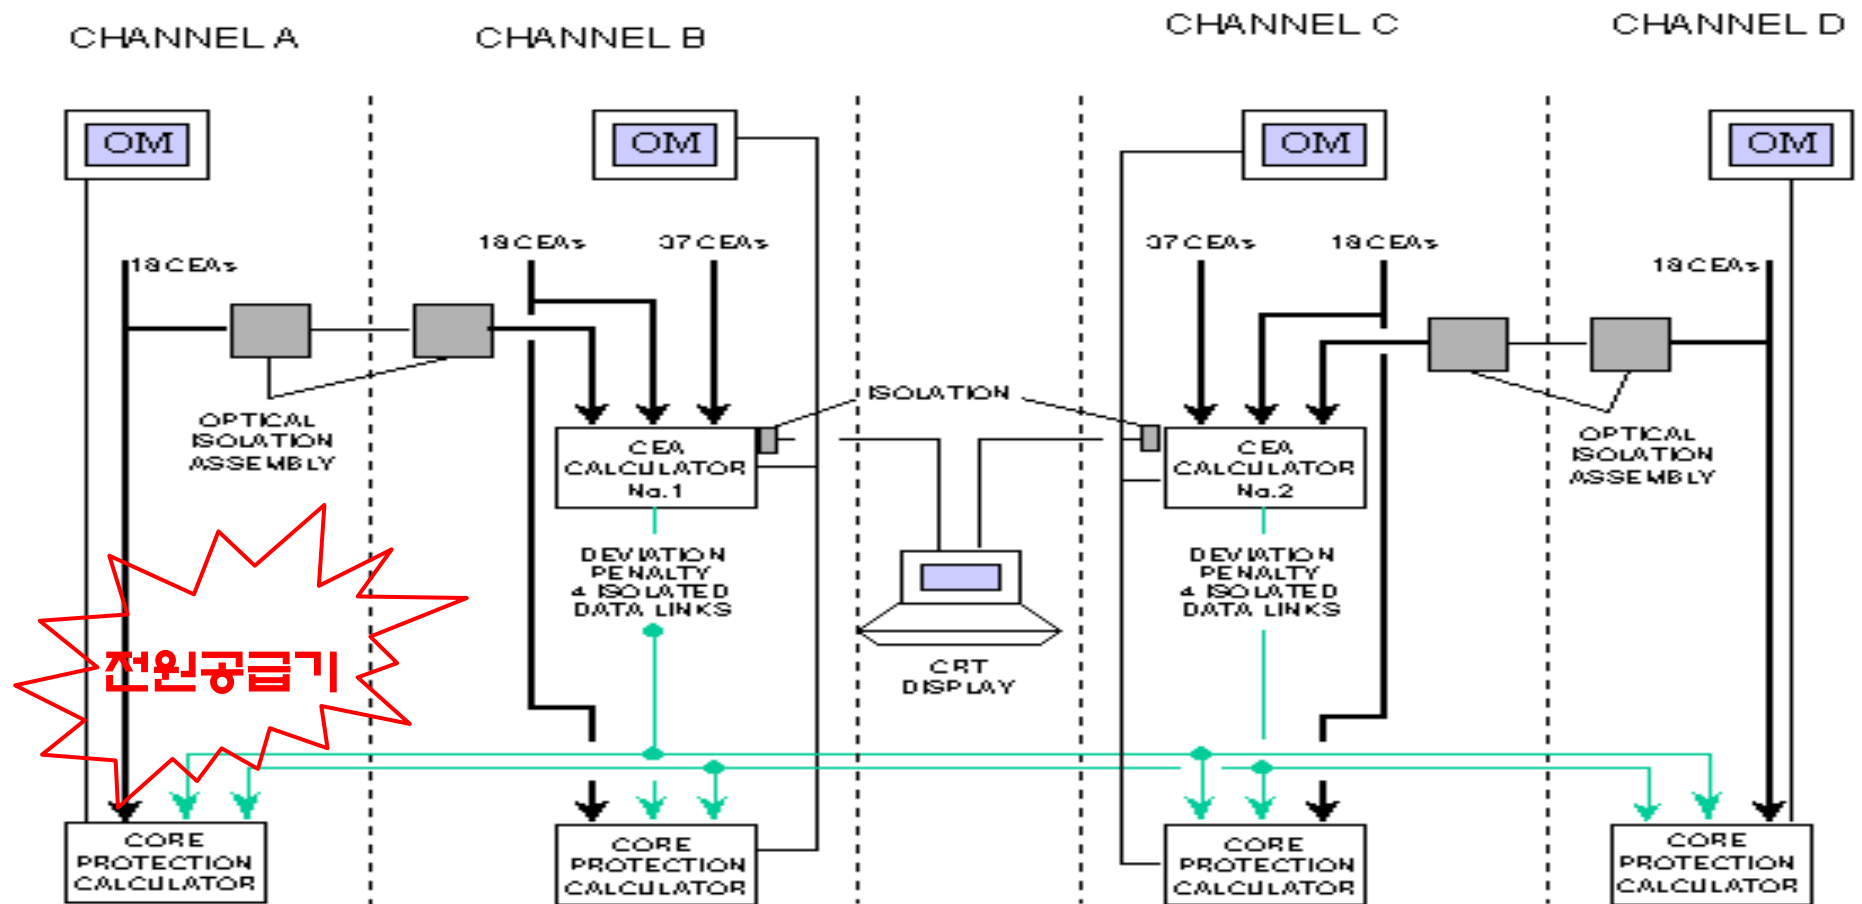 CHANNEL A
CHANNEL B
CHANNEL C
CHANNEL D
OM
OM
OM
OM
18 CEAs
18 CEAs
37 CEAs
37 CEAs
18 CEAs
18 CEAs
OPTICAL
ISOLATION
ASSEMBLY
ISOLATION
OPTICAL
ISOLATION
ASSEMBLY
CEA
CALCULATOR
No.1
CEA
CALCULATOR
No.2
DEVIATION
PENALTY
4 ISOLATED
DATA LINKS
DEVIATION
PENALTY
4 ISOLATED
DATA LINKS
전원공급기
CRT
DISPLAY
CORE
PROTECTION
CALCULATOR
CORE
PROTECTION
CALCULATOR
CORE
PROTECTION
CALCULATOR
CORE
PROTECTION
CALCULATOR